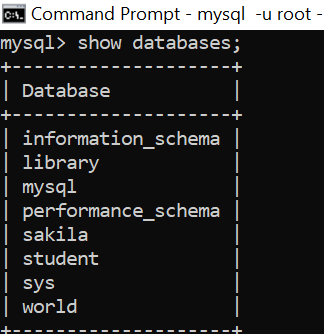 C:\. Command Prompt - mysql  -u root -
mysql> show databases;
+--------------------+
| Database           |
+--------------------+
| information_schema |
| library            |
| mysql              |
| performance_schema |
| sakila             |
| student            |
| sys                |
| world              |
+--------------------+